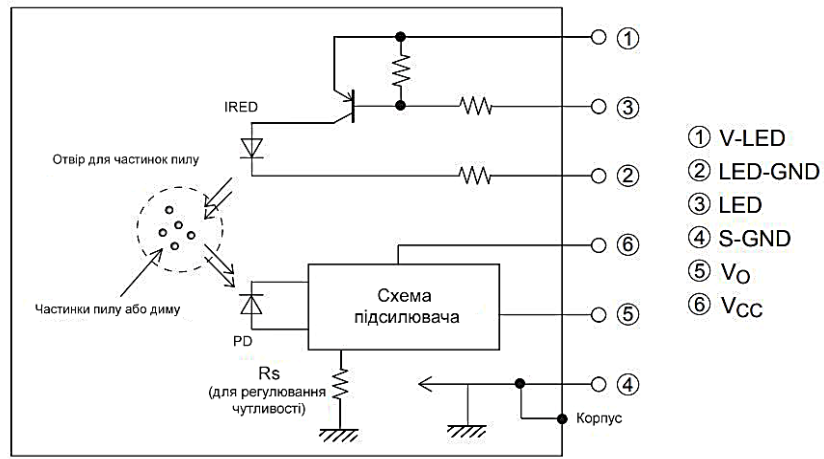 ①
IRED
③
① V-LED
Отвір для частинок пилу
② LED-GND
②
③ LED
④ S-GND
⑥
⑤ VO
Схема
підсилювача
⑥ VCC
Частинки пилу або диму
⑤
PD
Rs
(для регулювання
чутливості)
④
Корпус